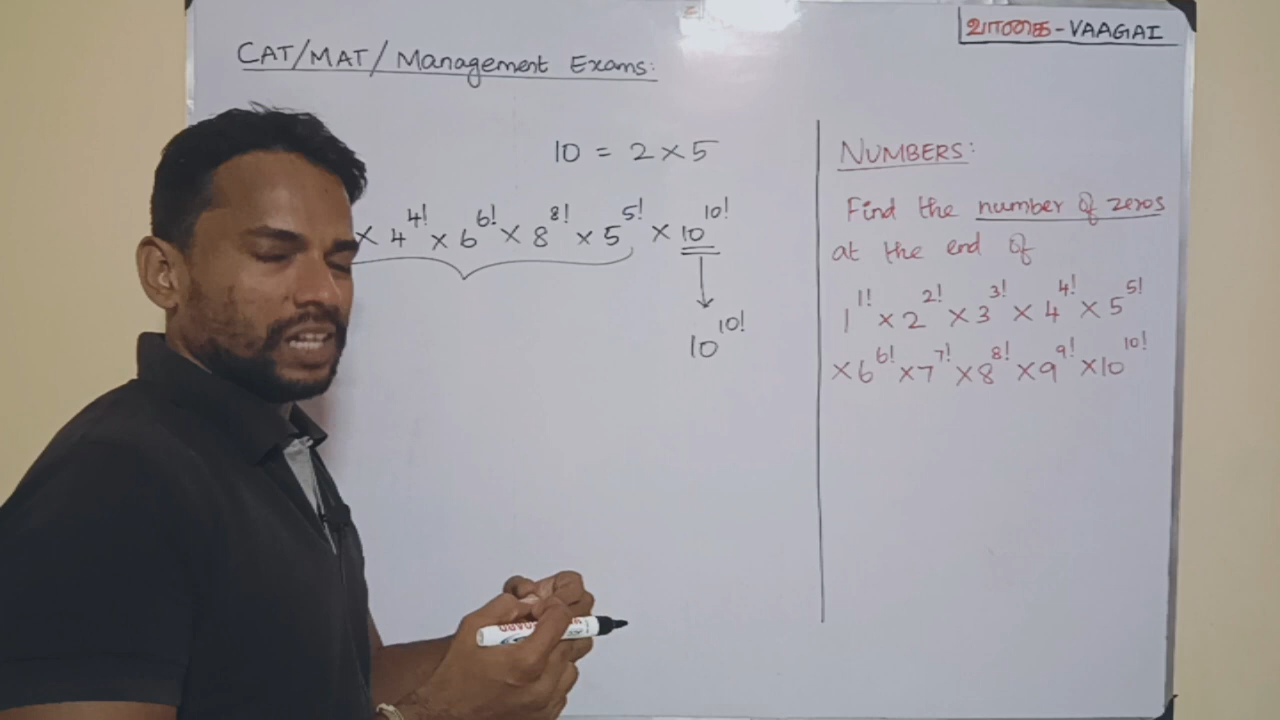 வாகை - VAAGAI
CAT/MAT/Management Exams:
10 = 2 × 5
× 4^4! × 6^6! × 8^8! × 5^5! × 10^10!
10^10!
NUMBERS:
Find the number of zeros
at the end of
1^1! × 2^2! × 3^3! × 4^4! × 5^5!
× 6^6! × 7^7! × 8^8! × 9^9! × 10^10!